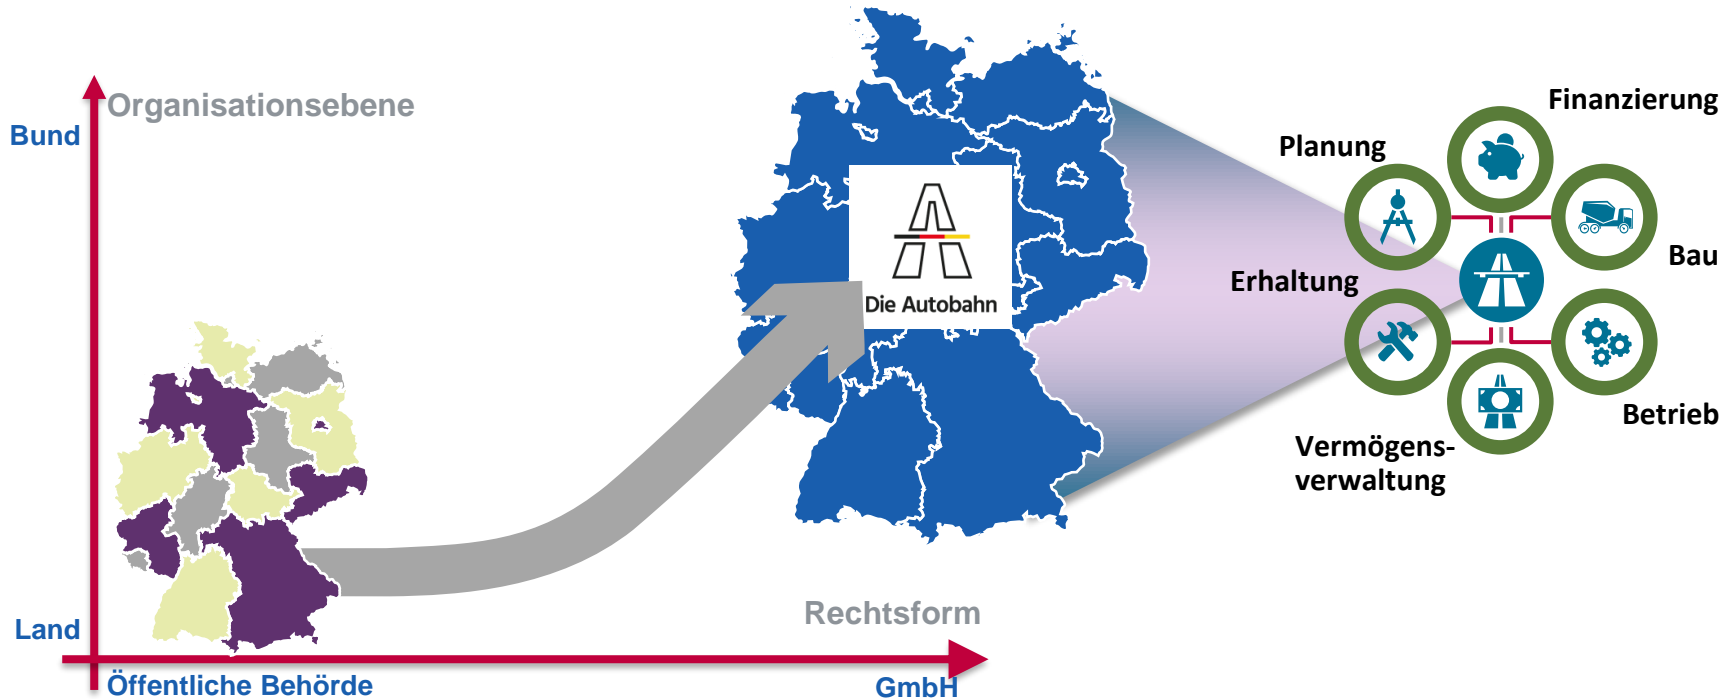 Organisationsebene
Bund
Land
Öffentliche Behörde
Rechtsform
GmbH
Die Autobahn
Finanzierung
Planung
Bau
Erhaltung
Betrieb
Vermögens-
verwaltung